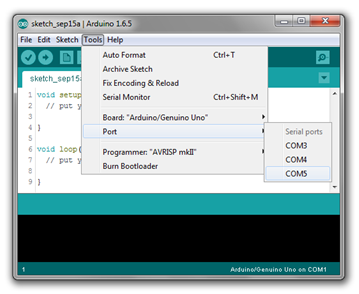 sketch_sep15a | Arduino 1.6.5
File Edit Sketch Tools Help
sketch_sep15a
Auto Format Ctrl+T
Archive Sketch
Fix Encoding & Reload
Serial Monitor Ctrl+Shift+M
Board: "Arduino/Genuino Uno"
Port
Programmer: "AVRISP mkII"
Burn Bootloader
Serial ports
COM3
COM4
COM5
1 void setup
2 // put y
3
4 }
5
6 void loop(
7 // put y
8
9 }
1 Arduino/Genuino Uno on COM1